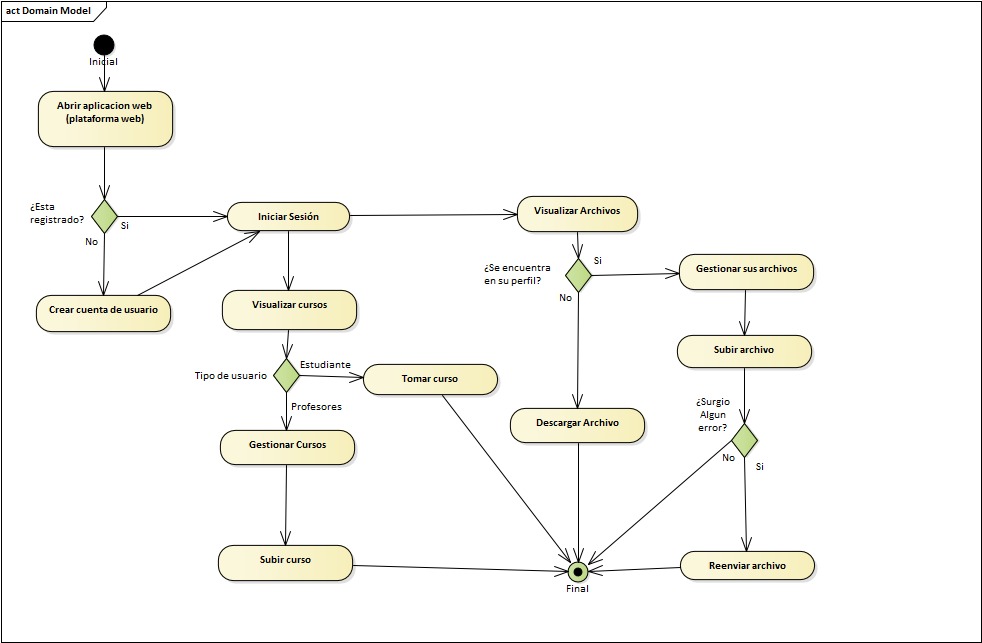 act Domain Model
Inicial
Abrir aplicacion web
(plataforma web)
¿Esta
registrado?
Si
No
Iniciar Sesión
Crear cuenta de usuario
Visualizar Archivos
¿Se encuentra
en su perfil?
Si
No
Gestionar sus archivos
Visualizar cursos
Subir archivo
Tipo de usuario
Estudiante
Profesores
Tomar curso
¿Surgio
Algun
error?
No
Si
Descargar Archivo
Gestionar Cursos
Subir curso
Reenviar archivo
Final